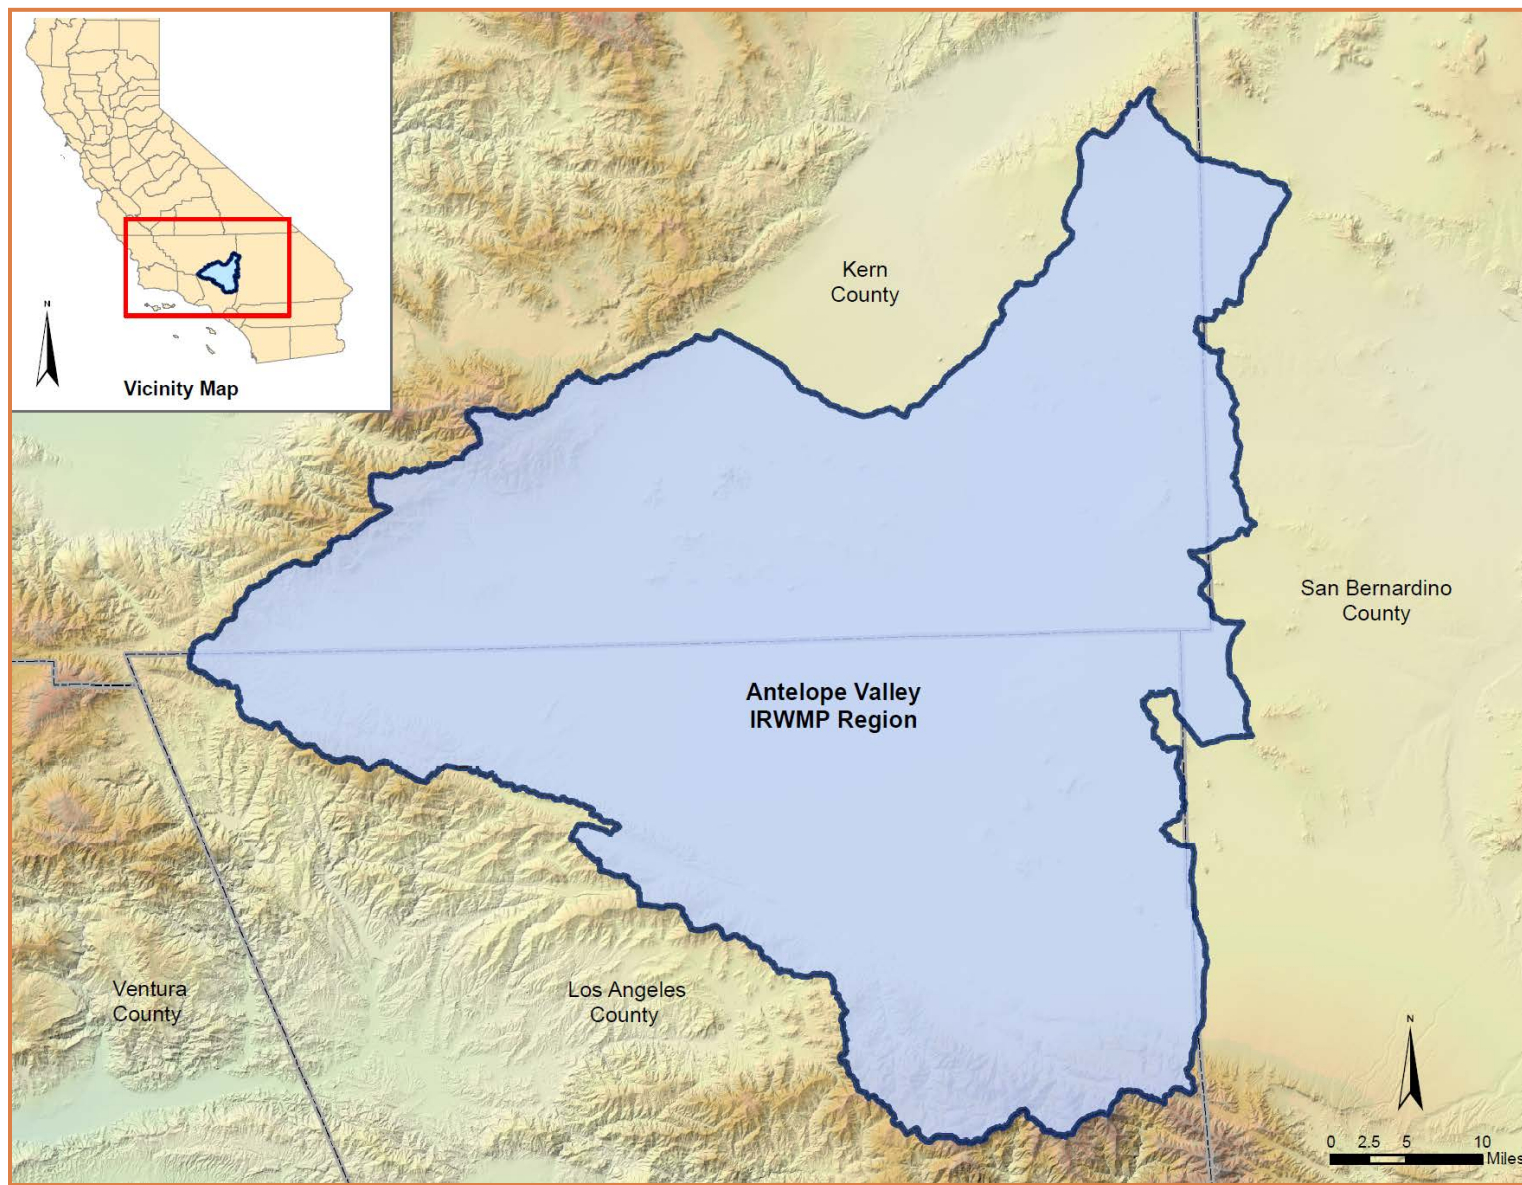 N
Vicinity Map
Kern
County
San Bernardino
County
Antelope Valley
IRWMP Region
Ventura
County
Los Angeles
County
N
0 2.5 5 10
Miles